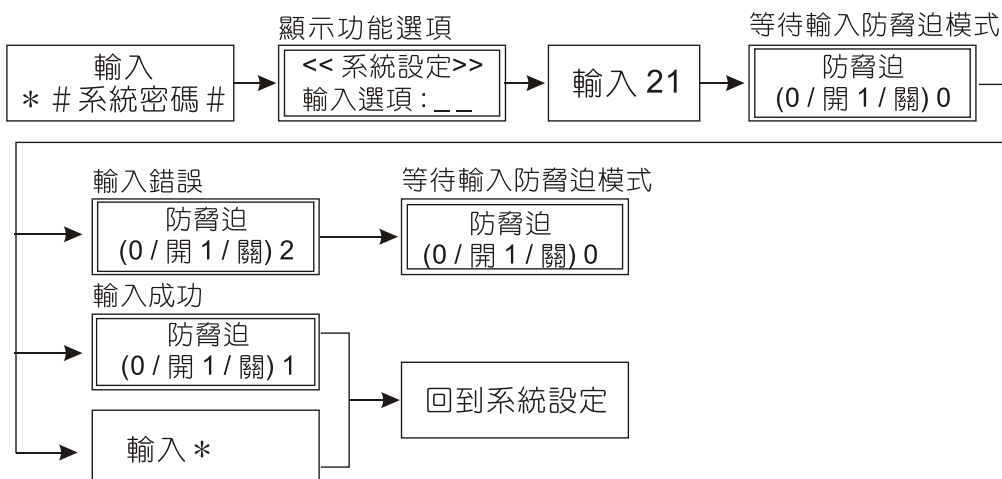 輸入
＊＃系統密碼＃
顯示功能選項
<< 系統設定>>
輸入選項:_ _
輸入 21
等待輸入防脅迫模式
防脅迫
(0 / 開 1 / 關) 0
輸入錯誤
防脅迫
(0 / 開 1 / 關) 2
等待輸入防脅迫模式
防脅迫
(0 / 開 1 / 關) 0
輸入成功
防脅迫
(0 / 開 1 / 關) 1
輸入＊
回到系統設定